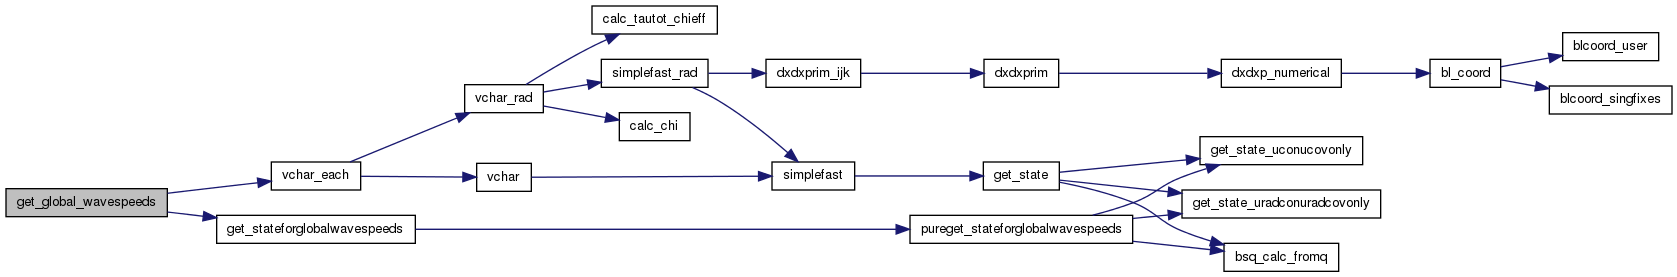 get_global_wavespeeds
vchar_each
get_stateforglobalwavespeeds
vchar_rad
vchar
calc_tautot_chieff
simplefast_rad
calc_chi
dxdxprim_ijk
simplefast
pureget_stateforglobalwavespeeds
dxdxprim
get_state
dxdxp_numerical
get_state_uconucovonly
get_state_uradconuradcovonly
bsq_calc_fromq
bl_coord
blcoord_user
blcoord_singfixes